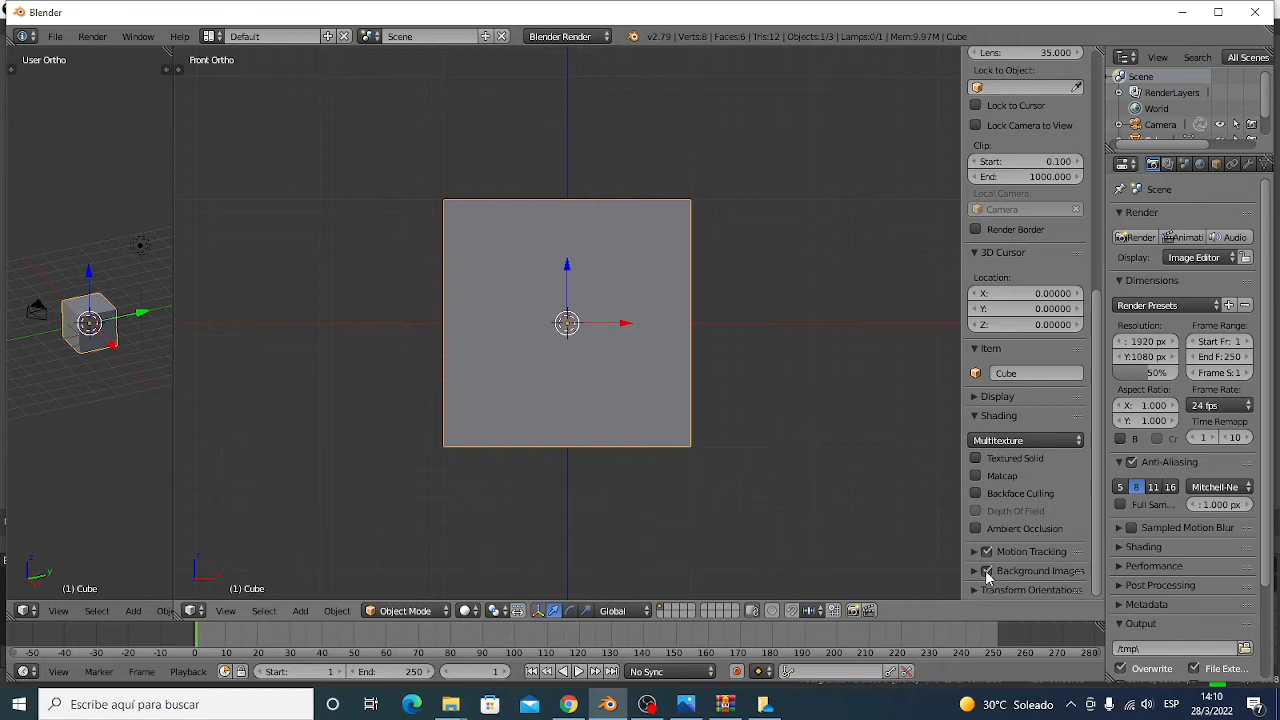 Blender
File Render Window Help Default Scene Blender Render v2.79 | Verts:8 | Faces:6 | Tris:12 | Objects:1/3 | Lamps:0/1 | Mem:9.97M | Cube
User Ortho
Front Ortho
Lens: 35.000
Lock to Object:
Lock to Cursor
Lock Camera to View
Clip:
Start: 0.100
End: 1000.000
Local Camera:
Camera
Render Border
3D Cursor
Location:
X: 0.00000
Y: 0.00000
Z: 0.00000
Item
Cube
Display
Shading
Multitexture
Textured Solid
Matcap
Backface Culling
Depth Of Field
Ambient Occlusion
Motion Tracking
Background Images
Transform Orientations
View Search All Scenes
Scene
RenderLayers
World
Camera
Scene
Render
Render Animati Audio
Display: Image Editor
Dimensions
Render Presets
Resolution: Frame Range:
: 1920 px Start Fr: 1
Y:1080 px End F:250
50% Frame S:1
Aspect Ratio: Frame Rate:
X: 1.000 24 fps
Y: 1.000 Time Remapp
B Cr 1 10
Anti-Aliasing
5 8 11 16 Mitchell-Ne
Full Sam... : 1.000 px
Sampled Motion Blur
Shading
Performance
Post Processing
Metadata
Output
/tmp\
Overwrite File Exte...
z y
(1) Cube
z x
(1) Cube
View Select Add Ob
View Select Add Object Object Mode Global
-50 -40 -30 -20 -10 0 10 20 30 40 50 60 70 80 90 100 110 120 130 140 150 160 170 180 190 200 210 220 230 240 250 260 270 280
View Marker Frame Playback Start: 1 End: 250 1 No Sync
Escribe aquí para buscar
30°C Soleado ESP 14:10
28/3/2022